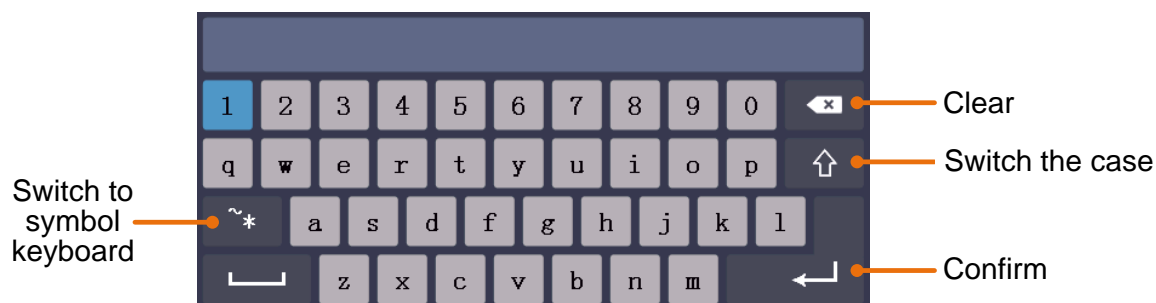 1 2 3 4 5 6 7 8 9 0
Clear
q w e r t y u i o p
Switch the case
Switch to
symbol
keyboard
~* a s d f g h j k l
z x c v b n m
Confirm